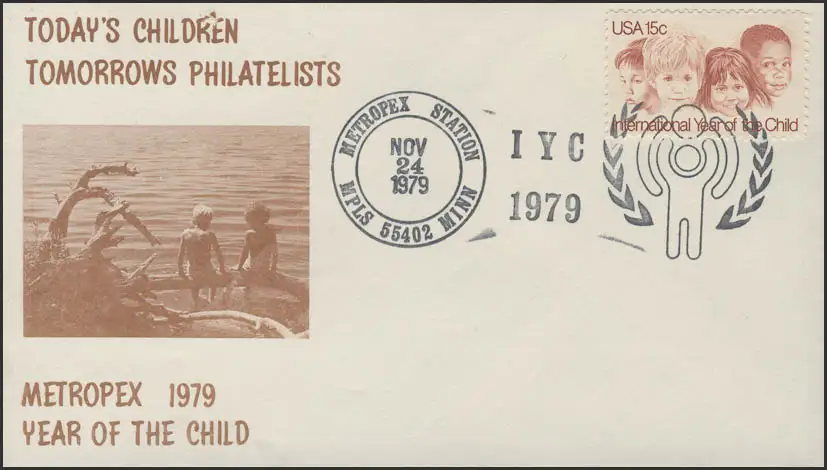 TODAY'S CHILDREN
TOMORROWS PHILATELISTS
METROPEX STATION
NOV
24
1979
MPLS 55402 MINN
IYC
1979
USA 15c
International Year of the Child
METROPEX 1979
YEAR OF THE CHILD